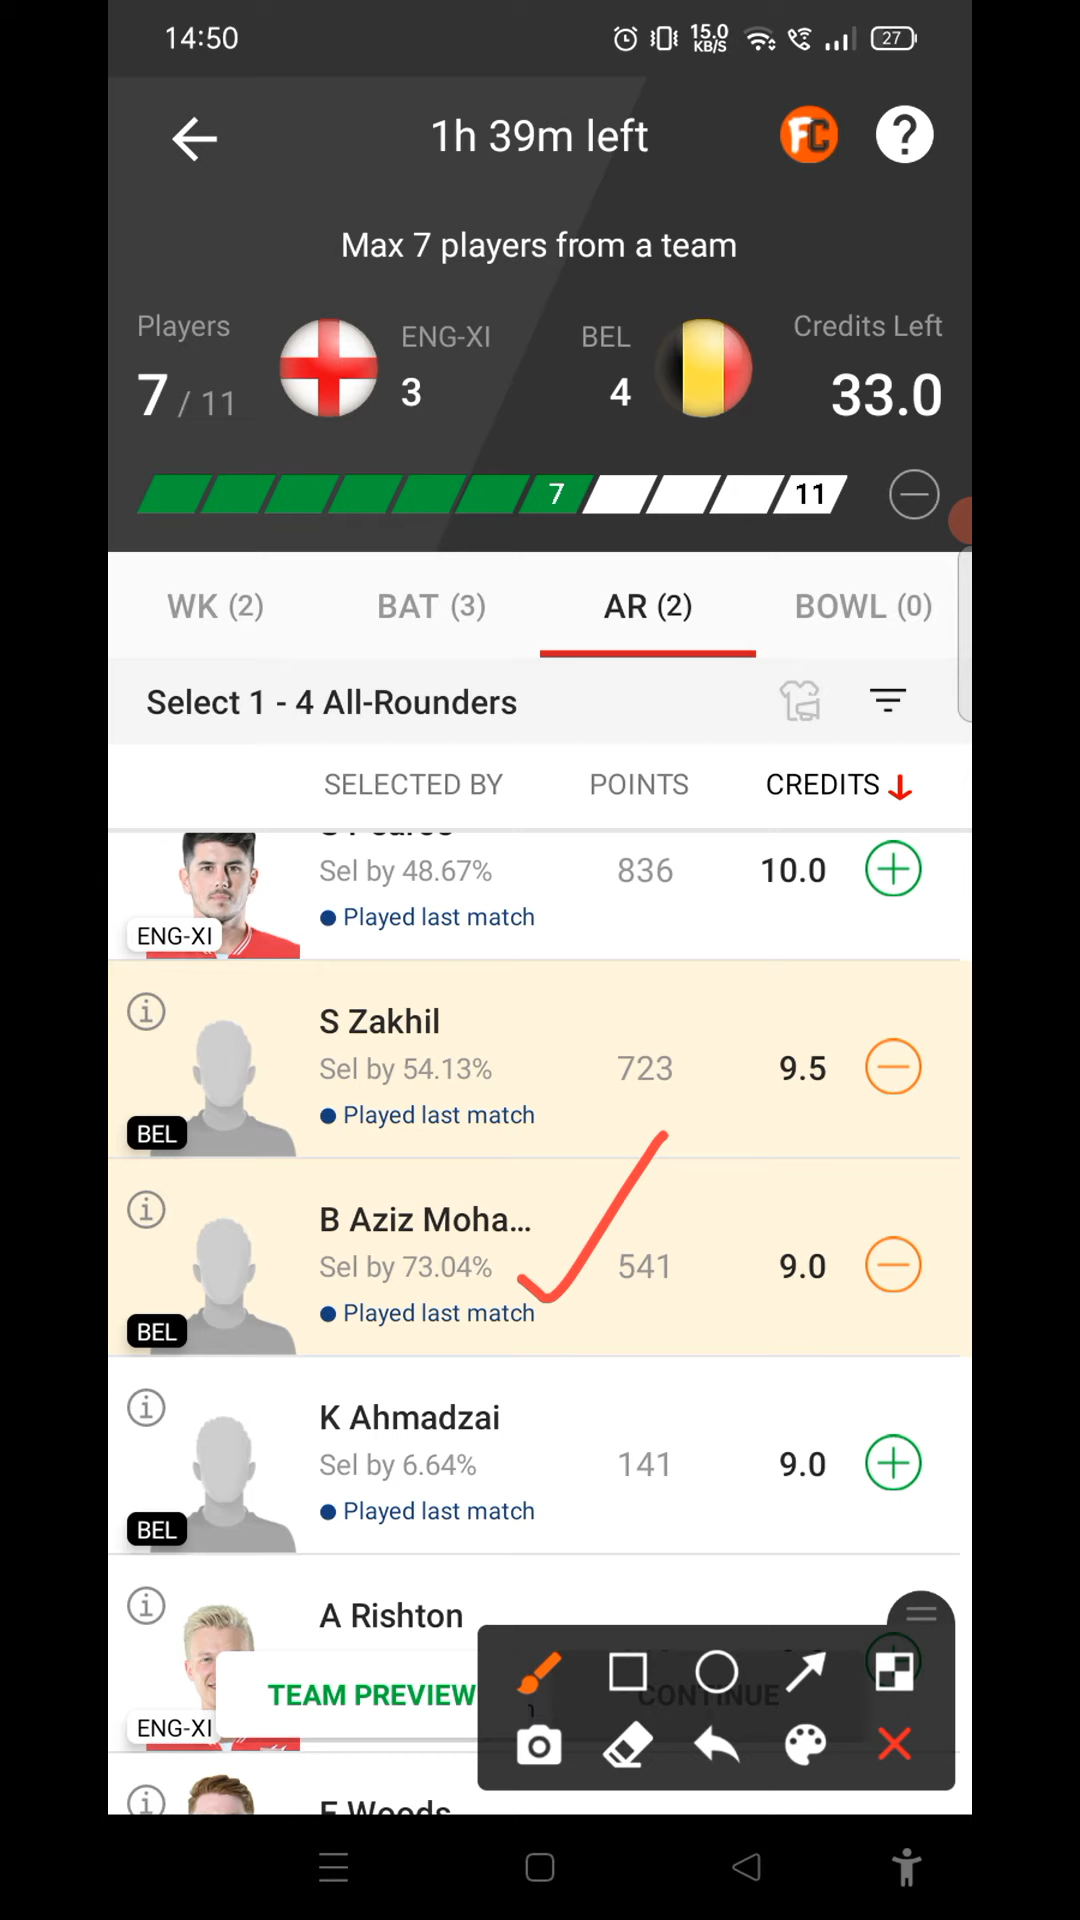 14:50 15.0 KB/S 27
1h 39m left FC ?
Max 7 players from a team
Players ENG-XI BEL Credits Left
7 / 11 3 4 33.0
7 11
WK (2) BAT (3) AR (2) BOWL (0)
Select 1 - 4 All-Rounders
SELECTED BY POINTS CREDITS
Sel by 48.67% 836 10.0
Played last match
ENG-XI
S Zakhil
Sel by 54.13% 723 9.5
Played last match
BEL
B Aziz Moha...
Sel by 73.04% 541 9.0
Played last match
BEL
K Ahmadzai
Sel by 6.64% 141 9.0
Played last match
BEL
A Rishton
TEAM PREVIEW CONTINUE
ENG-XI